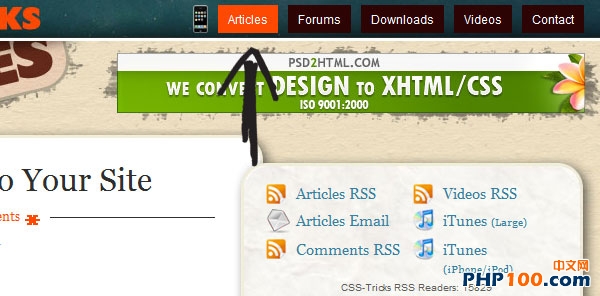 KS
Articles Forums Downloads Videos Contact
ES
PSD2HTML.COM
WE CONVERT DESIGN TO XHTML/CSS
ISO 9001:2000
o Your Site
ents
Articles RSS Videos RSS
Articles Email iTunes (Large)
Comments RSS iTunes
(iPhone/iPod)
CSS-Tricks RSS Readers:
PHP100.com 中文网